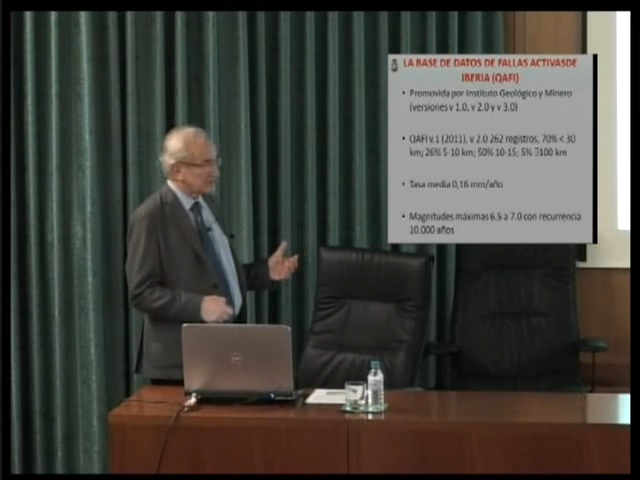 LA BASE DE DATOS DE FALLAS ACTIVASDE
IBERIA (QAFI)
• Promovida por Instituto Geológico y Minero
(versiones v 1.0, v 2.0 y v 3.0)
• QAFI v.1 (2011), v 2.0 262 registros, 70% < 30
km; 26% 5-10 km; 50% 10-15; 5% ∃100 km
• Tasa media 0,16 mm/año
• Magnitudes máximas 6.5 a 7.0 con recurrencia
10.000 años
DELL